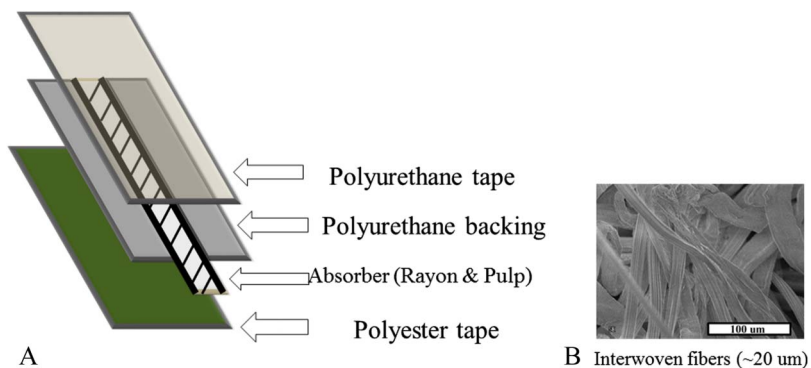 Polyurethane tape
Polyurethane backing
Absorber (Rayon & Pulp)
Polyester tape
A
100 um
B Interwoven fibers (~20 um)